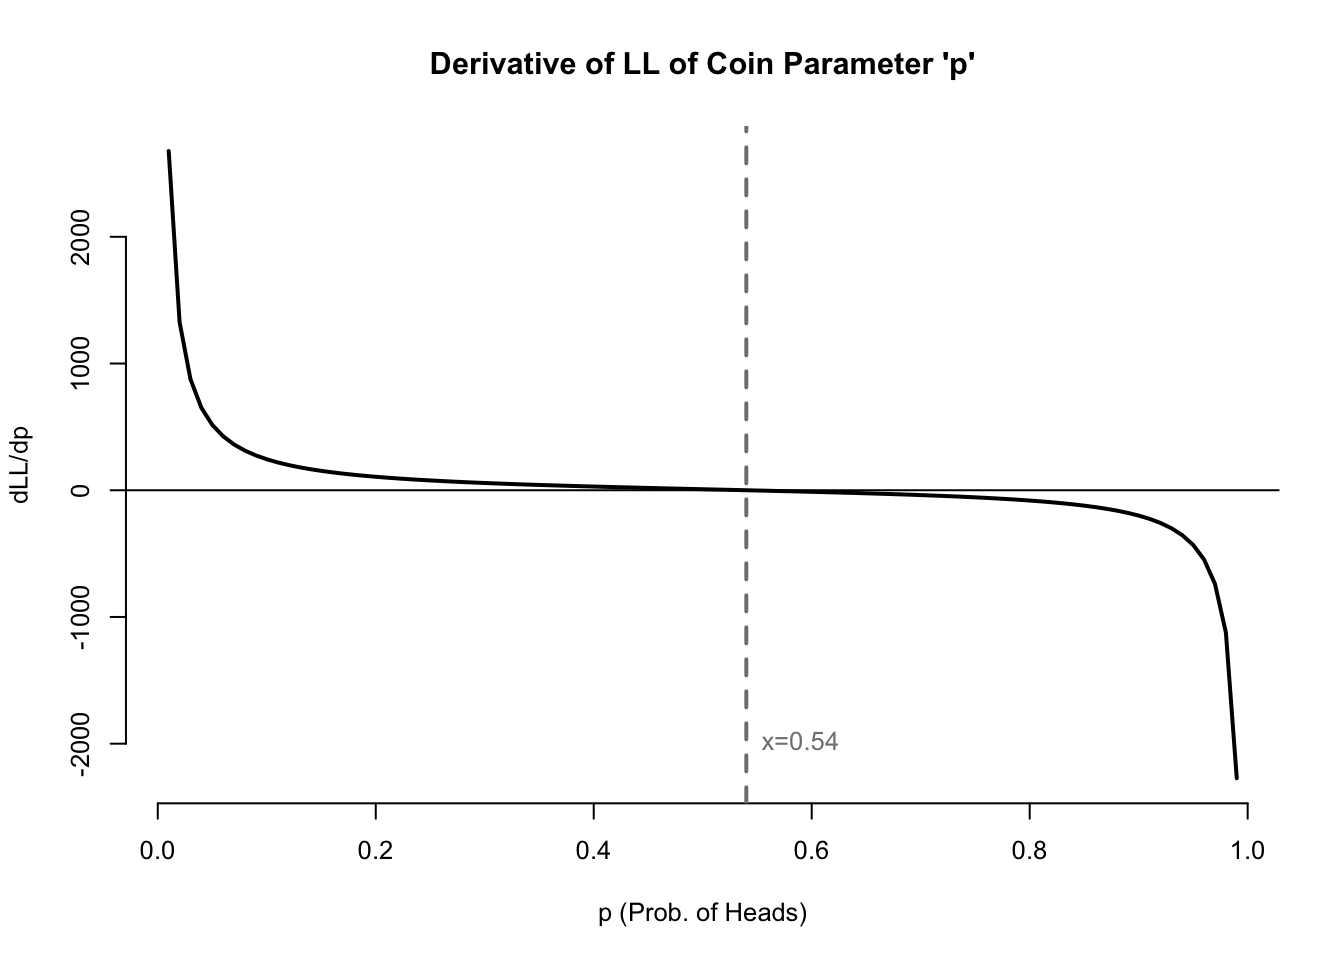 Derivative of LL of Coin Parameter 'p'
dLL/dp
2000
1000
0
-1000
-2000
x=0.54
0.0 0.2 0.4 0.6 0.8 1.0
p (Prob. of Heads)